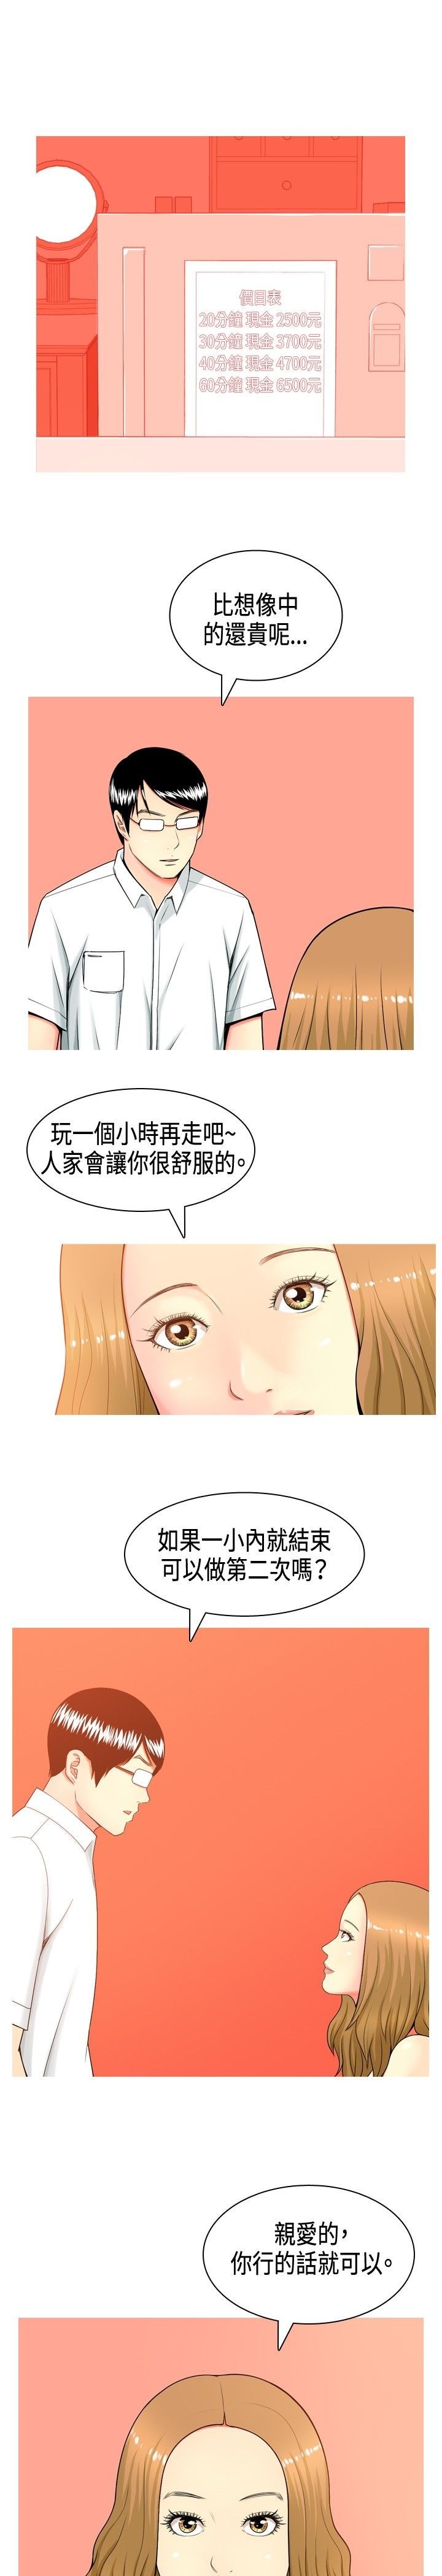 價目表
20分鐘 現金 2500元
30分鐘 現金 3700元
40分鐘 現金 4700元
60分鐘 現金 6500元
比想像中
的還貴呢...
玩一個小時再走吧~
人家會讓你很舒服的。
如果一小內就結束
可以做第二次嗎?
親愛的,
你行的話就可以。